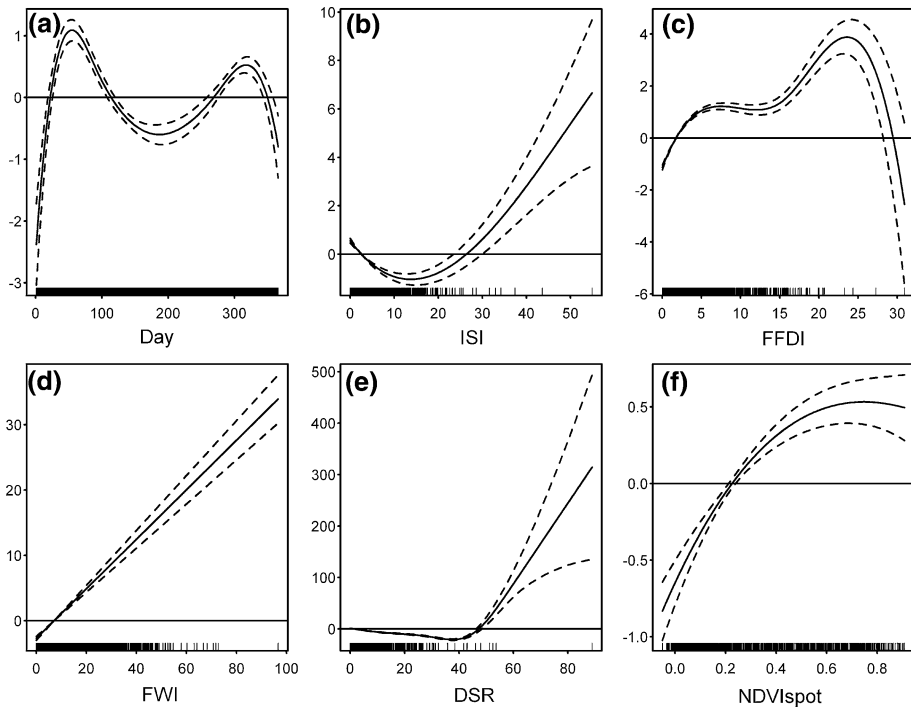 (a)
1
0
-1
-2
-3
0 100 200 300
Day
(b)
10
8
6
4
2
0
0 10 20 30 40 50
ISI
(c)
4
2
0
-2
-4
-6
0 5 10 15 20 25 30
FFDI
(d)
30
20
10
0
0 20 40 60 80 100
FWI
(e)
500
400
300
200
100
0
0 20 40 60 80
DSR
(f)
0.5
0.0
-0.5
-1.0
0.0 0.2 0.4 0.6 0.8
NDVIspot